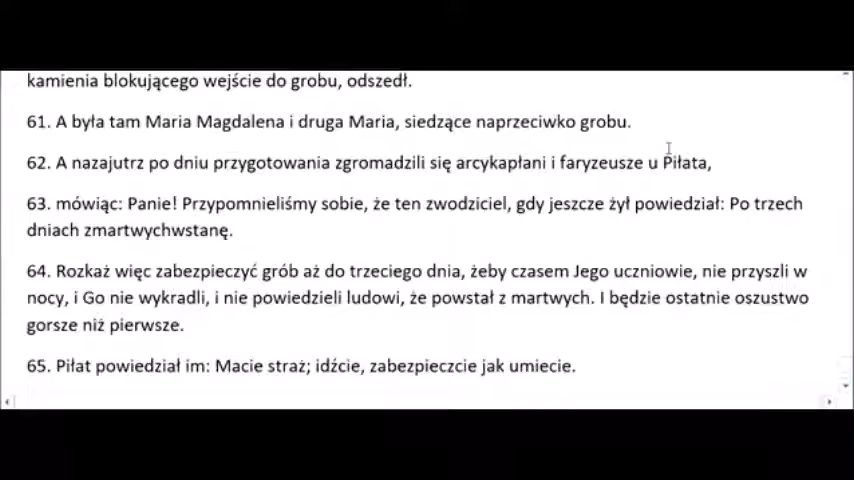 kamienia blokującego wejście do grobu, odszedł.
61. A była tam Maria Magdalena i druga Maria, siedzące naprzeciwko grobu.
62. A nazajutrz po dniu przygotowania zgromadzili się arcykapłani i faryzeusze u Piłata,
63. mówiąc: Panie! Przypomnieliśmy sobie, że ten zwodziciel, gdy jeszcze żył powiedział: Po trzech
dniach zmartwychwstanę.
64. Rozkaż więc zabezpieczyć grób aż do trzeciego dnia, żeby czasem Jego uczniowie, nie przyszli w
nocy, i Go nie wykradli, i nie powiedzieli ludowi, że powstał z martwych. I będzie ostatnie oszustwo
gorsze niż pierwsze.
65. Piłat powiedział im: Macie straż; idźcie, zabezpieczcie jak umiecie.